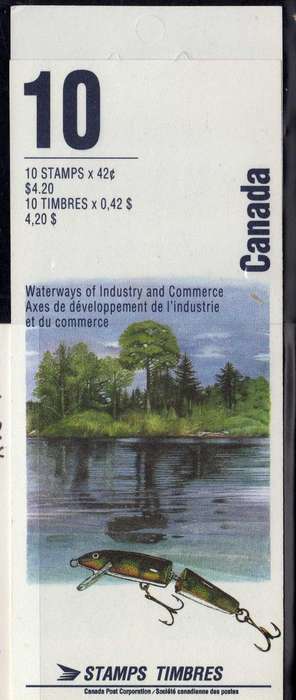 10
10 STAMPS x 42¢
$4.20
10 TIMBRES x 0,42 $
4,20 $
Canada
Waterways of Industry and Commerce
Axes de développement de l'industrie
et du commerce
STAMPS TIMBRES
Canada Post Corporation / Société canadienne des postes